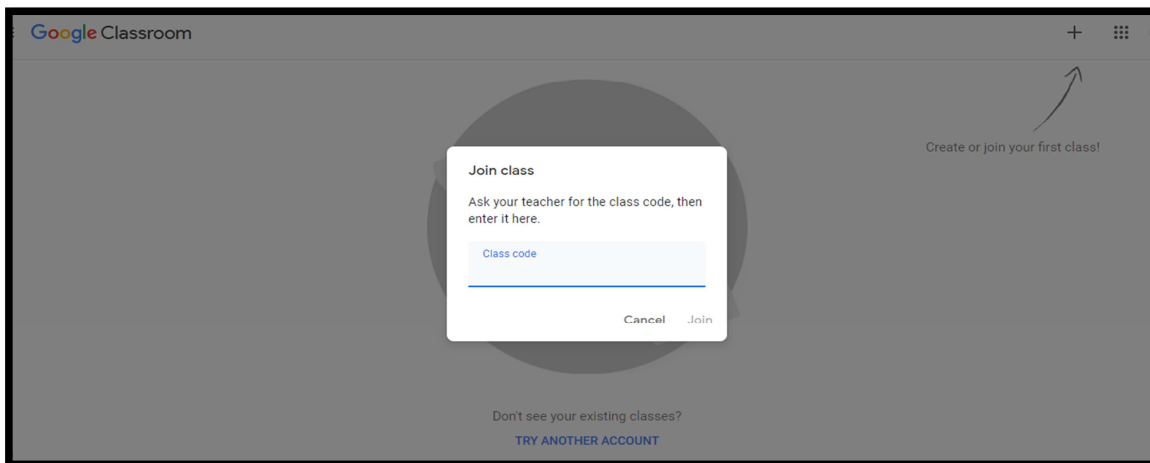 Google Classroom
Create or join your first class!
Join class
Ask your teacher for the class code, then
enter it here.
Class code
Cancel Join
Don't see your existing classes?
TRY ANOTHER ACCOUNT